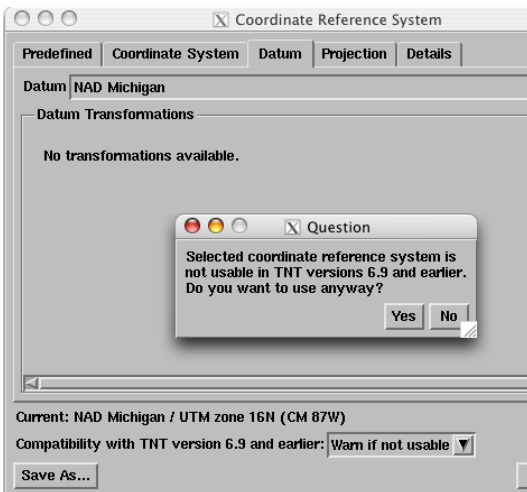 Coordinate Reference System
Predefined Coordinate System Datum Projection Details
Datum NAD Michigan
Datum Transformations
No transformations available.
Question
Selected coordinate reference system is
not usable in TNT versions 6.9 and earlier.
Do you want to use anyway?
Yes No
Current: NAD Michigan / UTM zone 16N (CM 87W)
Compatibility with TNT version 6.9 and earlier: Warn if not usable
Save As...